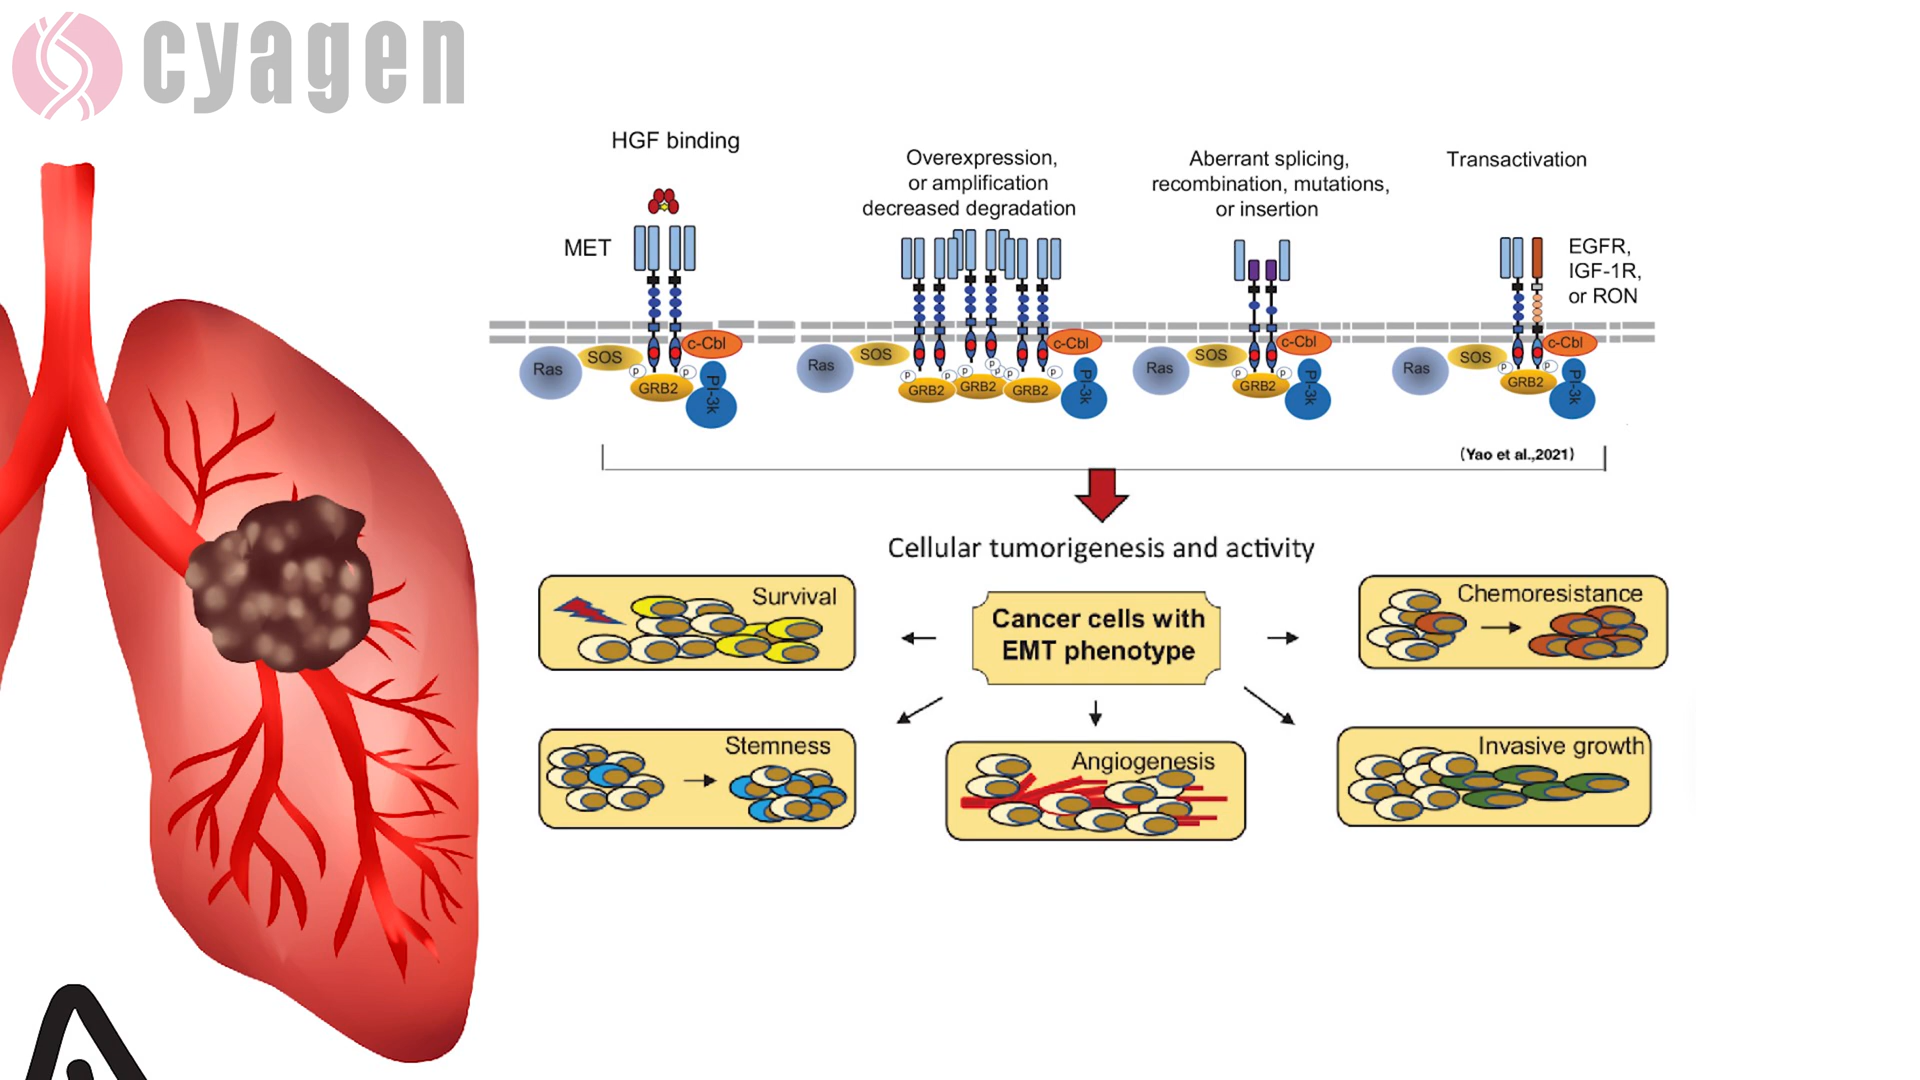 cyagen
HGF binding
Overexpression,
or amplification
decreased degradation
Aberrant splicing,
recombination, mutations,
or insertion
Transactivation
MET
EGFR,
IGF-1R,
or RON
Ras
SOS
c-Cbl
P
P
GRB2
PI-3k
Ras
SOS
c-Cbl
P
P
P
P
P
P
GRB2
GRB2
GRB2
PI-3k
Ras
SOS
c-Cbl
P
P
GRB2
PI-3k
Ras
SOS
c-Cbl
P
P
GRB2
PI-3k
(Yao et al.,2021)
Cellular tumorigenesis and activity
Survival
Cancer cells with
EMT phenotype
Chemoresistance
Stemness
Angiogenesis
Invasive growth